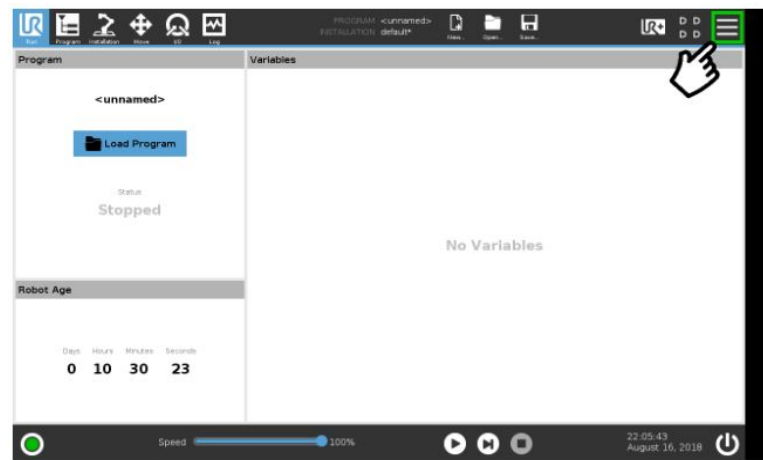 UR
Run
Program
Installation
Move
I/O
Log
PROGRAM <unnamed>
INSTALLATION default*
New...
Open...
Save...
UR+
D D
D D
Program
Variables
<unnamed>
Load Program
Status
Stopped
No Variables
Robot Age
Days Hours Minutes Seconds
0 10 30 23
Speed
100%
22:05:43
August 16, 2018